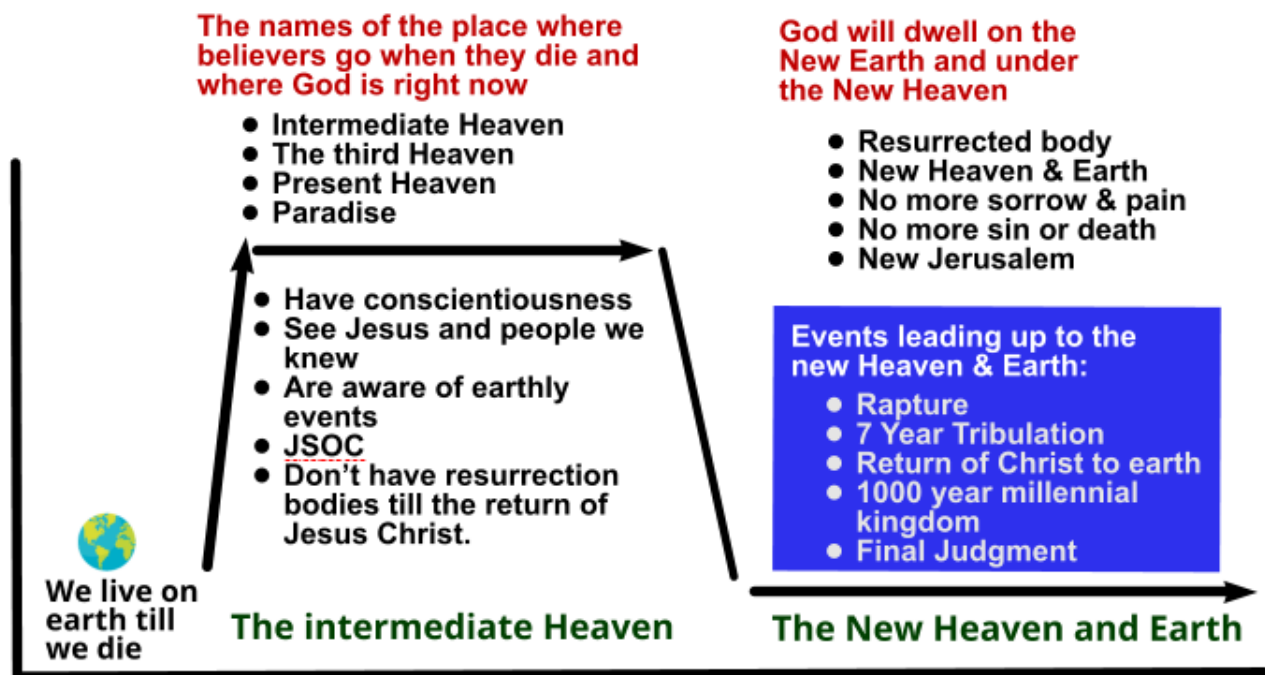 The names of the place where
believers go when they die and
where God is right now
● Intermediate Heaven
● The third Heaven
● Present Heaven
● Paradise
● Have conscientiousness
● See Jesus and people we
knew
● Are aware of earthly
events
● JSOC
● Don't have resurrection
bodies till the return of
Jesus Christ.
We live on
earth till
we die
The intermediate Heaven
God will dwell on the
New Earth and under
the New Heaven
● Resurrected body
● New Heaven & Earth
● No more sorrow & pain
● No more sin or death
● New Jerusalem
Events leading up to the
new Heaven & Earth:
● Rapture
● 7 Year Tribulation
● Return of Christ to earth
● 1000 year millennial
kingdom
● Final Judgment
The New Heaven and Earth